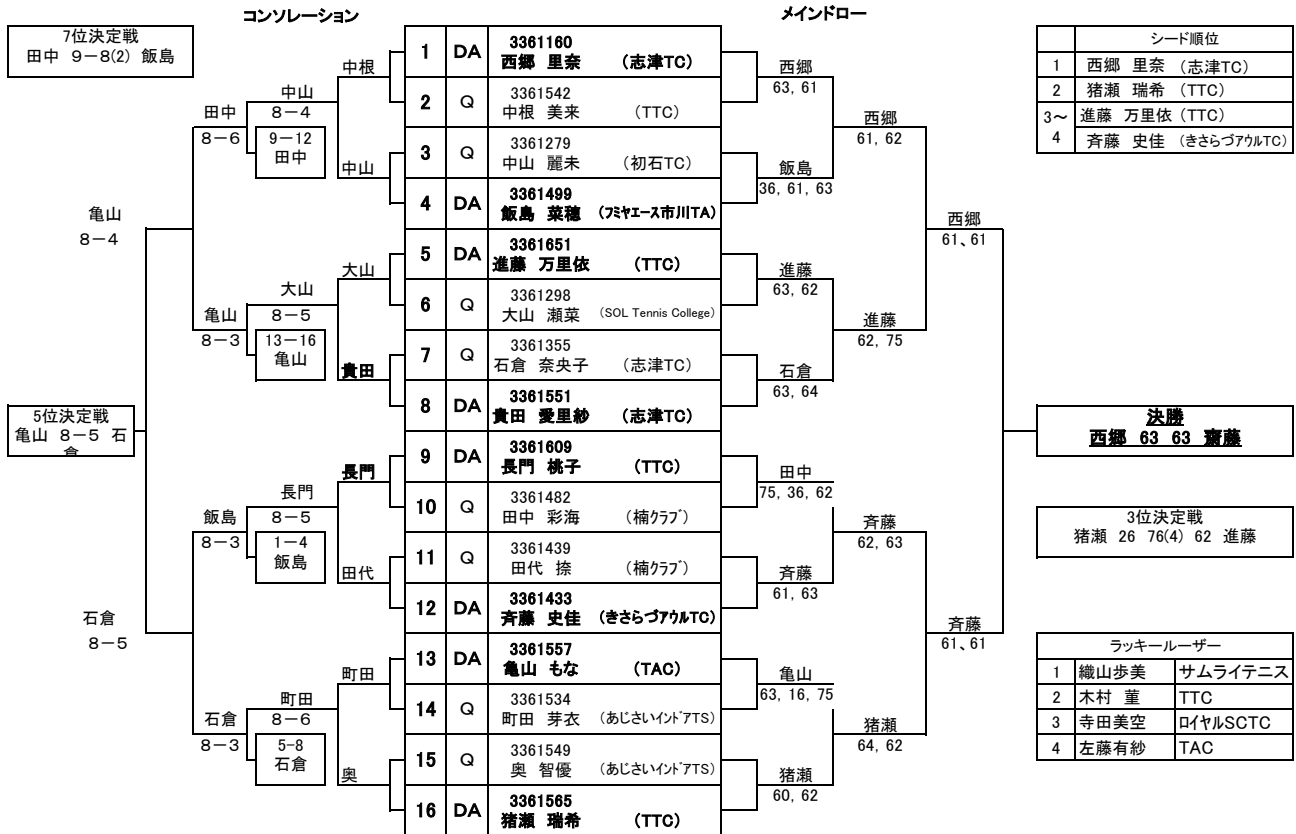 コンソレーション
メインドロー
7位決定戦
田中 9-8(2) 飯島
シード順位
1 西郷 里奈 (志津TC)
2 猪瀬 瑞希 (TTC)
3～ 進藤 万里依 (TTC)
4 斉藤 史佳 (きさらづアウルTC)
1 DA 3361160
西郷 里奈 (志津TC)
2 Q 3361542
中根 美来 (TTC)
3 Q 3361279
中山 麗未 (初石TC)
4 DA 3361499
飯島 菜穂 (フミヤエース市川TA)
5 DA 3361651
進藤 万里依 (TTC)
6 Q 3361298
大山 瀬菜 (SOL Tennis College)
7 Q 3361355
石倉 奈央子 (志津TC)
8 DA 3361551
貴田 愛里紗 (志津TC)
9 DA 3361609
長門 桃子 (TTC)
10 Q 3361482
田中 彩海 (楠クラブ)
11 Q 3361439
田代 捺 (楠クラブ)
12 DA 3361433
斉藤 史佳 (きさらづアウルTC)
13 DA 3361557
亀山 もな (TAC)
14 Q 3361534
町田 芽衣 (あじさいインドアTS)
15 Q 3361549
奥 智優 (あじさいインドアTS)
16 DA 3361565
猪瀬 瑞希 (TTC)
中根
中山
大山
貴田
長門
田代
町田
奥
中山
8-4
9-12
田中
大山
8-5
13-16
亀山
長門
8-5
1-4
飯島
町田
8-6
5-8
石倉
田中
8-6
亀山
8-3
飯島
8-3
石倉
8-3
亀山
8-4
石倉
8-5
5位決定戦
亀山 8-5 石
倉
西郷
63, 61
飯島
36, 61, 63
進藤
63, 62
石倉
63, 64
田中
75, 36, 62
斉藤
61, 63
亀山
63, 16, 75
猪瀬
60, 62
西郷
61, 62
進藤
62, 75
斉藤
62, 63
猪瀬
64, 62
西郷
61、61
斉藤
61、61
決勝
西郷 63 63 齋藤
3位決定戦
猪瀬 26 76(4) 62 進藤
ラッキールーザー
1 織山歩美 サムライテニス
2 木村 菫 TTC
3 寺田美空 ロイヤルSCTC
4 左藤有紗 TAC